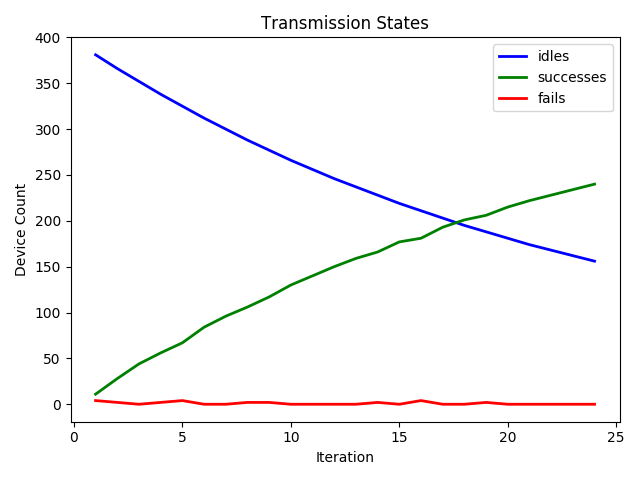 Transmission States
idles
successes
fails
Device Count
400
350
300
250
200
150
100
50
0
0 5 10 15 20 25
Iteration